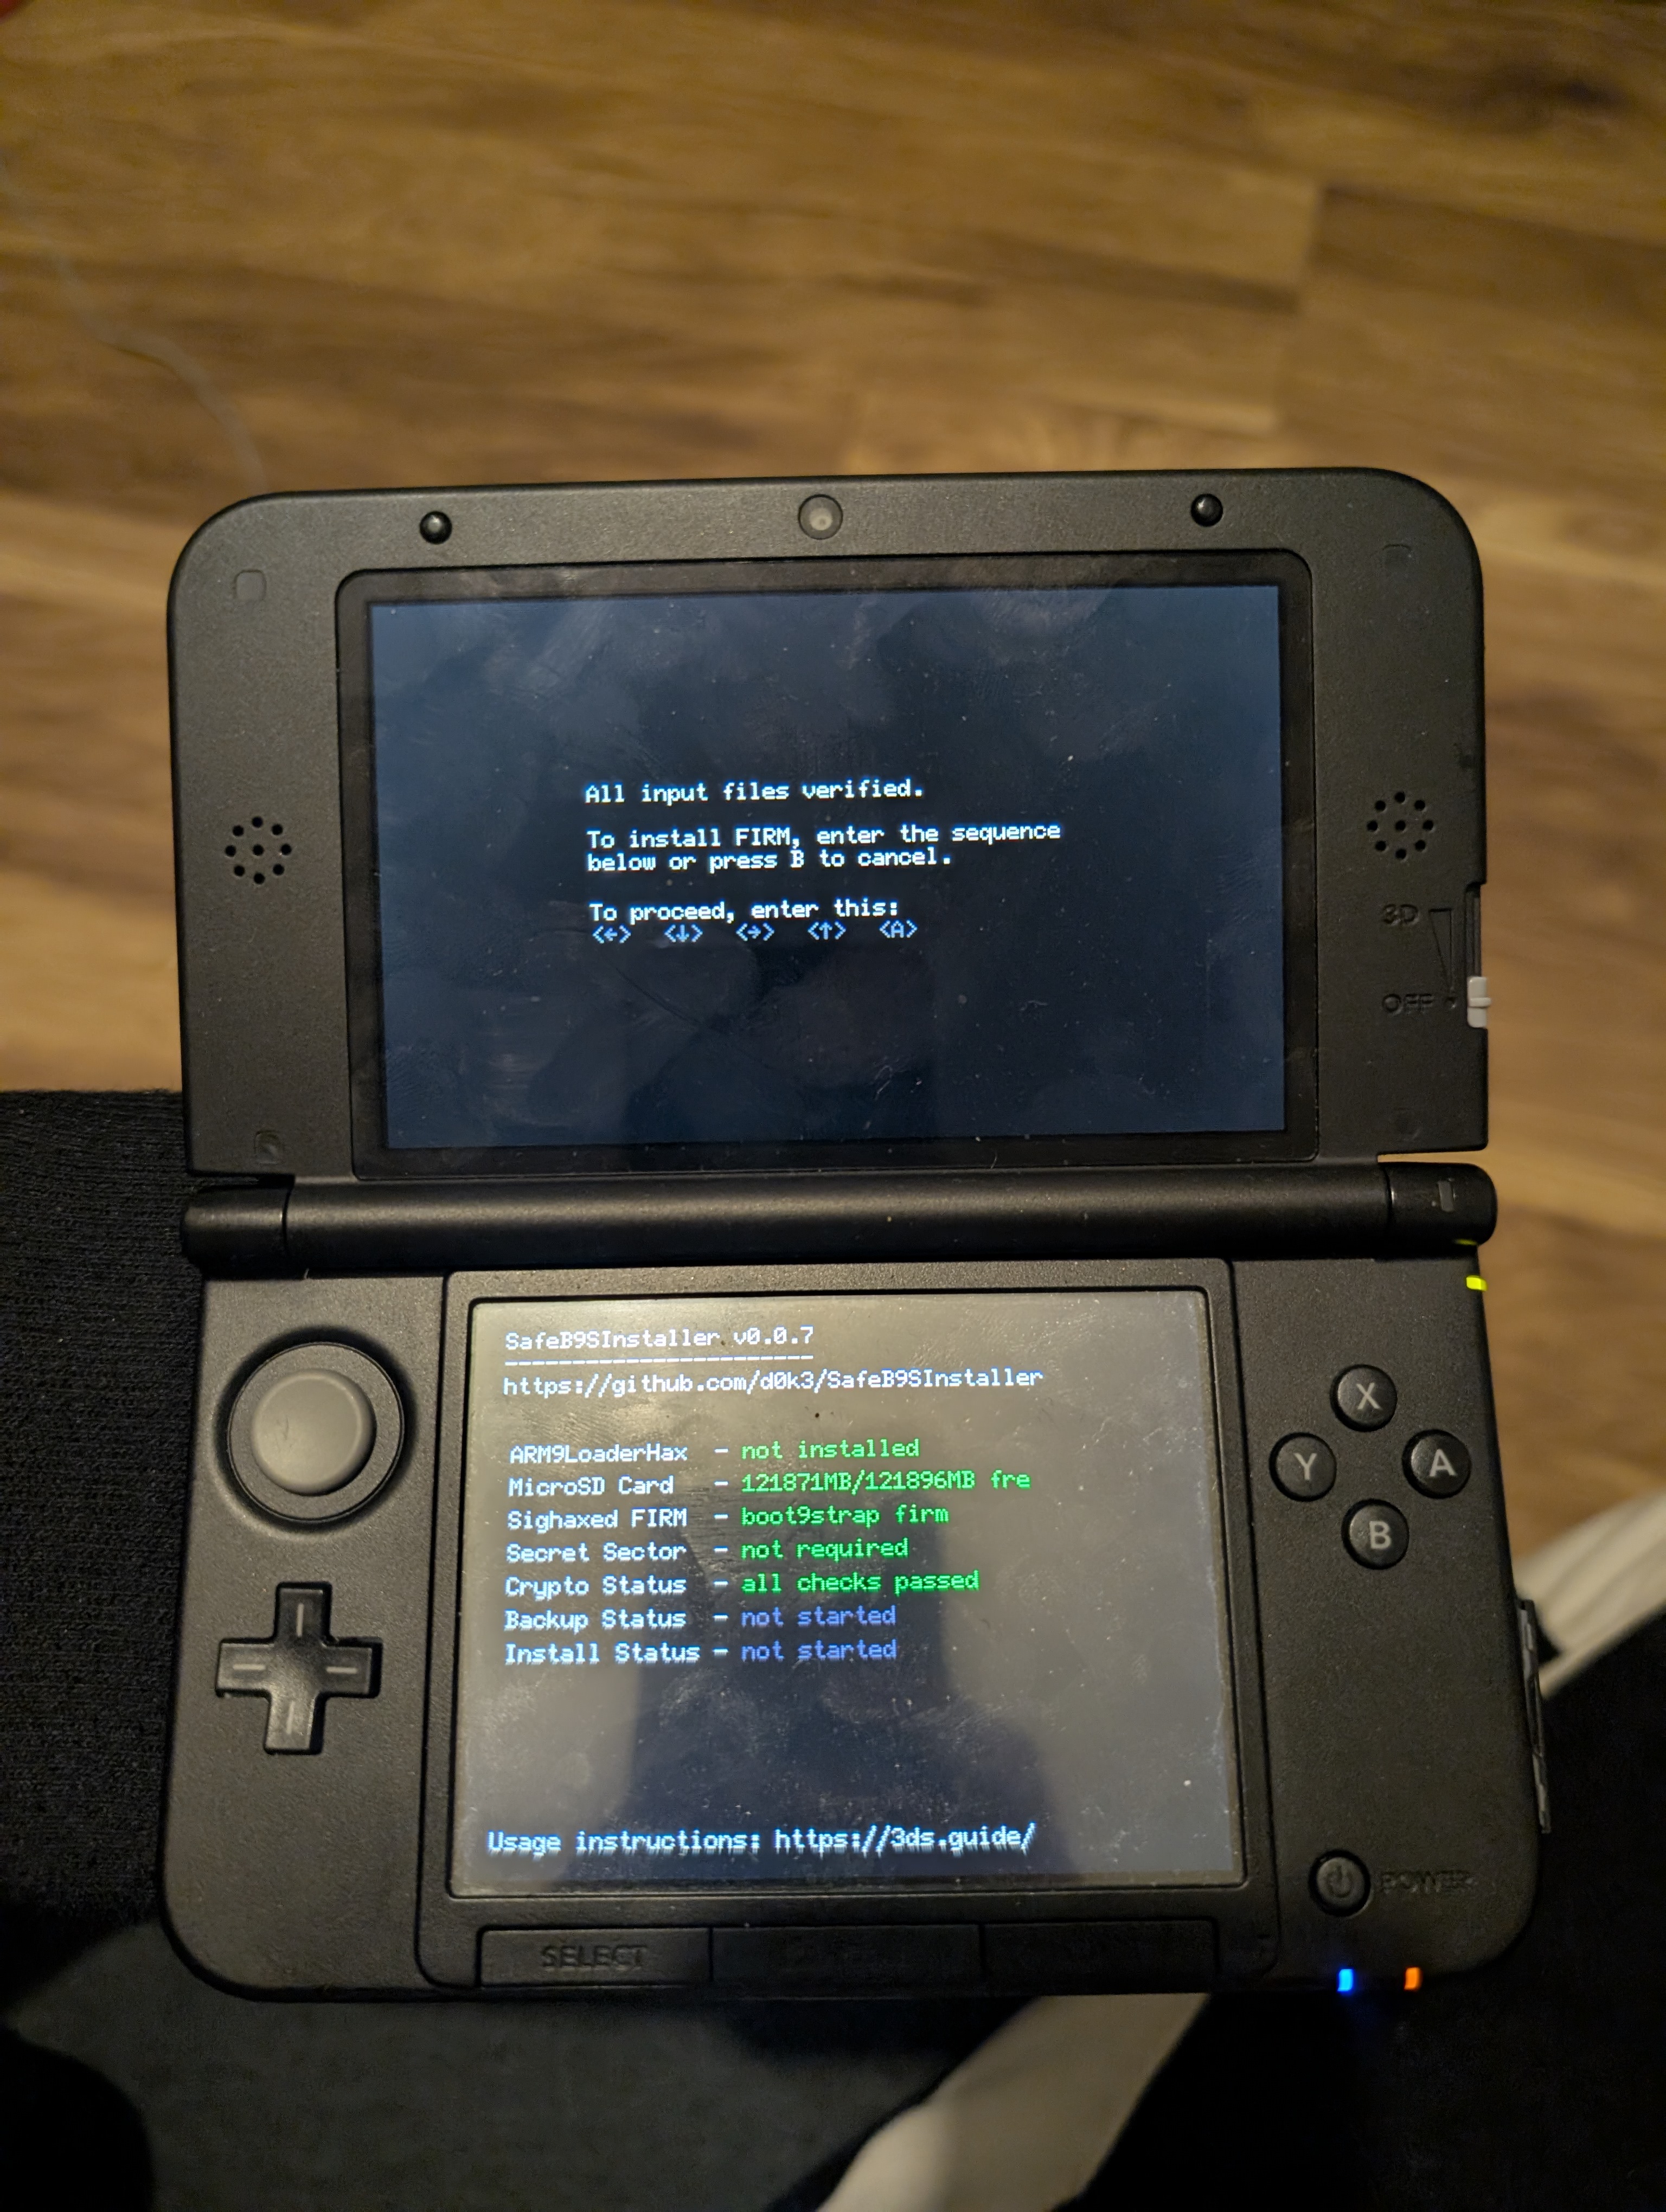 All input files verified.
To install FIRM, enter the sequence
below or press B to cancel.
To proceed, enter this:
<←> <↓> <→> <↑> <A>
3D
OFF
SafeB9SInstaller v0.0.7
-----------------------
https://github.com/d0k3/SafeB9SInstaller
ARM9LoaderHax - not installed
MicroSD Card - 121871MB/121896MB fre
Sighaxed FIRM - boot9strap firm
Secret Sector - not required
Crypto Status - all checks passed
Backup Status - not started
Install Status - not started
Usage instructions: https://3ds.guide/
X
Y
A
B
POWER
SELECT